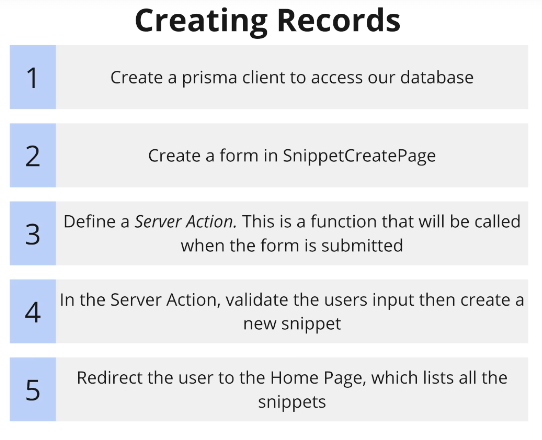 Creating Records
1
Create a prisma client to access our database
2
Create a form in SnippetCreatePage
3
Define a Server Action. This is a function that will be called
when the form is submitted
4
In the Server Action, validate the users input then create a
new snippet
5
Redirect the user to the Home Page, which lists all the
snippets